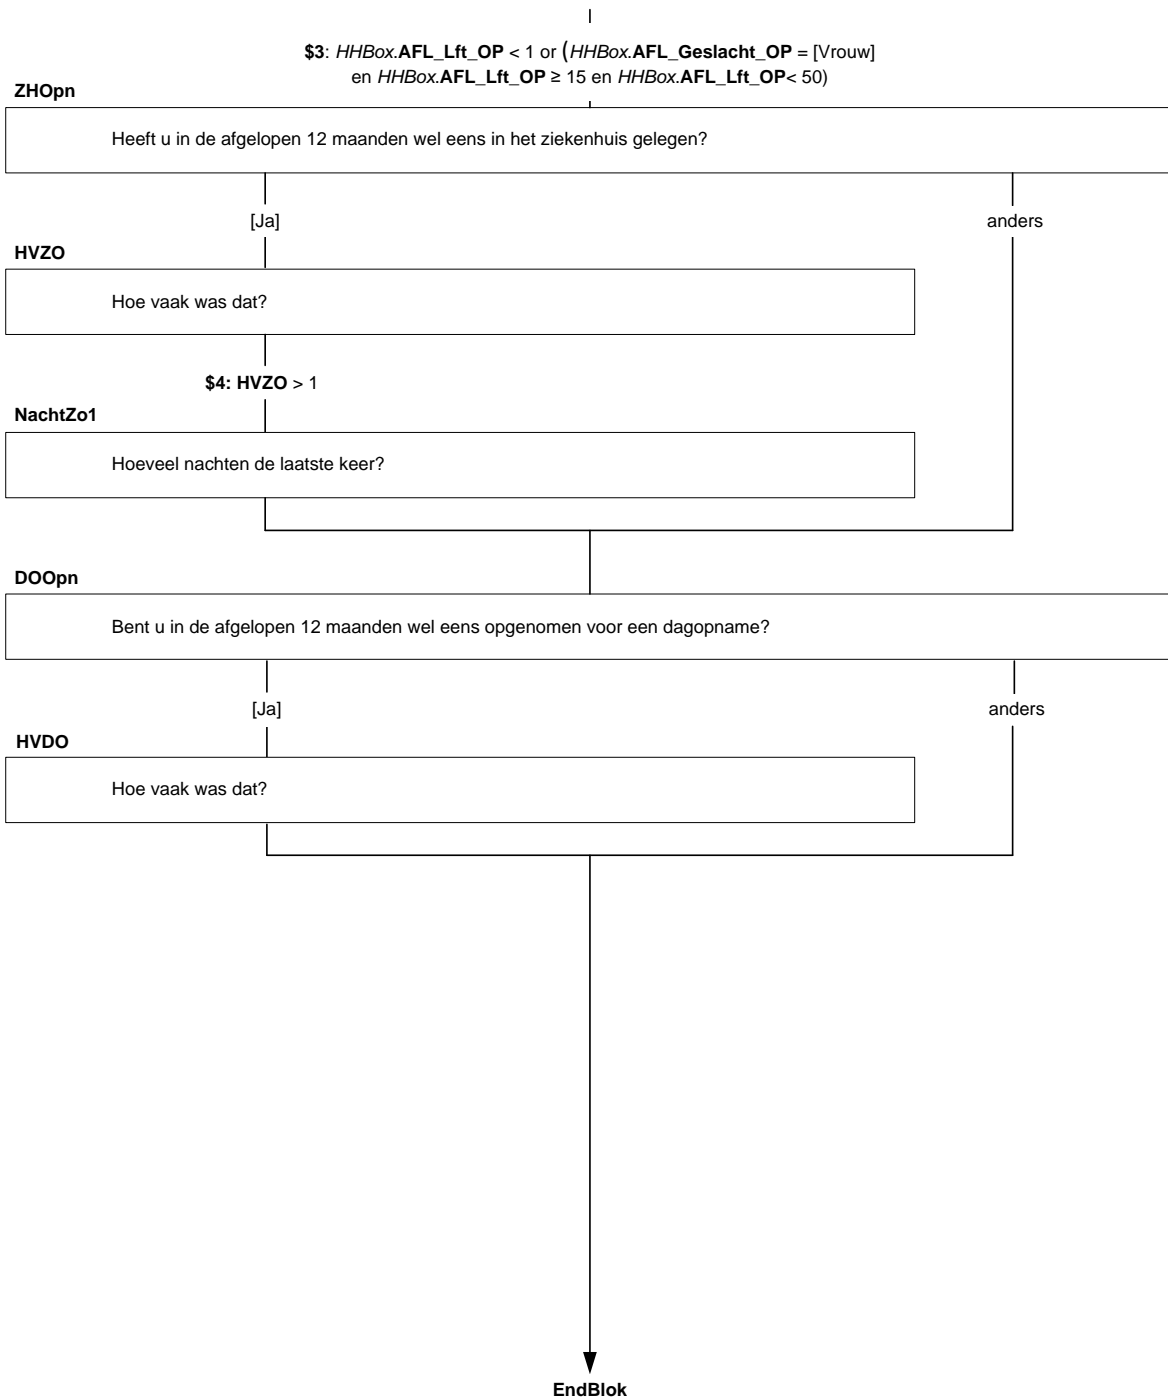 $3: HHBox.AFL_Lft_OP < 1 or (HHBox.AFL_Geslacht_OP = [Vrouw]
en HHBox.AFL_Lft_OP ≥ 15 en HHBox.AFL_Lft_OP< 50)
ZHOpn
Heeft u in de afgelopen 12 maanden wel eens in het ziekenhuis gelegen?
[Ja]
anders
HVZO
Hoe vaak was dat?
$4: HVZO > 1
NachtZo1
Hoeveel nachten de laatste keer?
DOOpn
Bent u in de afgelopen 12 maanden wel eens opgenomen voor een dagopname?
[Ja]
anders
HVDO
Hoe vaak was dat?
EndBlok